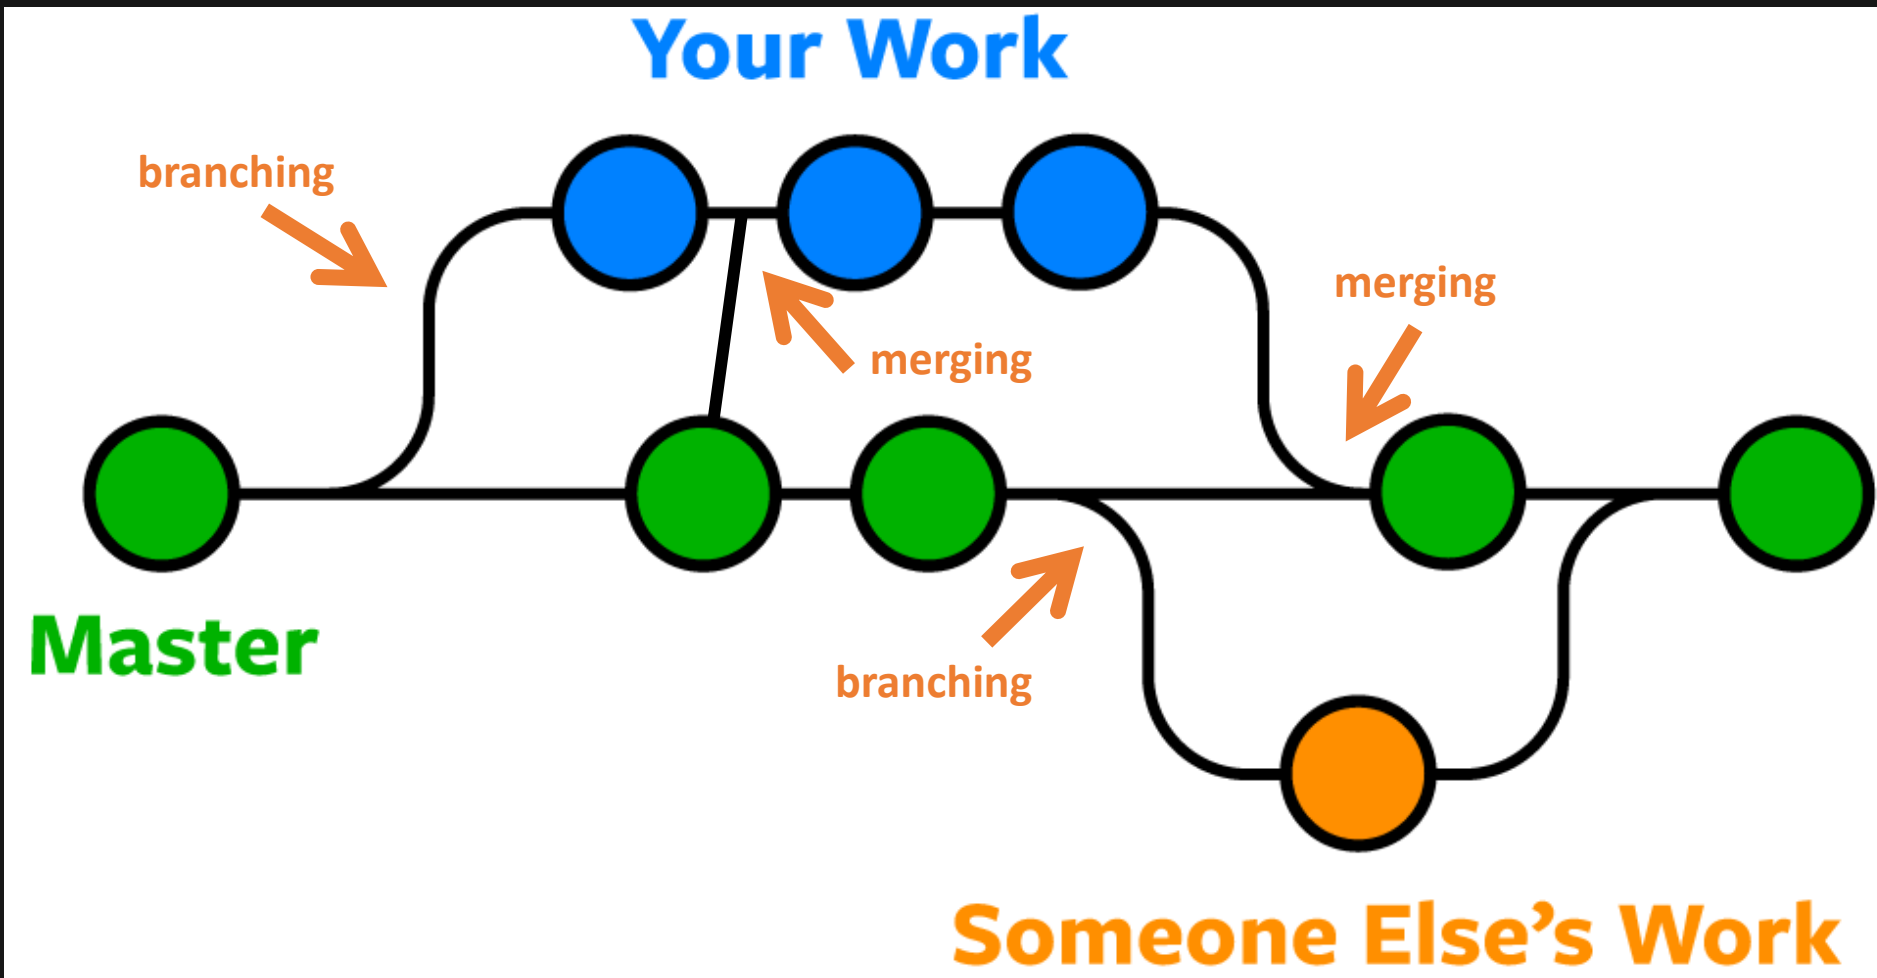 Your Work
branching
merging
merging
Master
branching
Someone Else’s Work